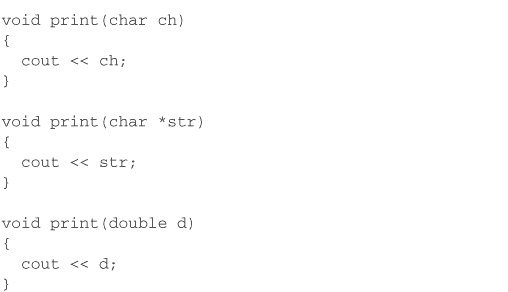 void print(char ch)
{
  cout << ch;
}

void print(char *str)
{
  cout << str;
}

void print(double d)
{
  cout << d;
}